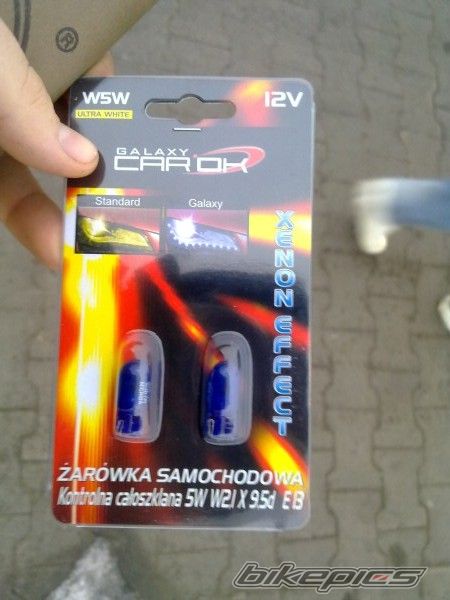 ®
W5W
12V
ULTRA WHITE
GALAXY
CAR OK
Standard
Galaxy
XENON EFFECT
ŻARÓWKA SAMOCHODOWA
Kontrolna całoszklana 5W W2.1 X 9.5d E13
bikepics